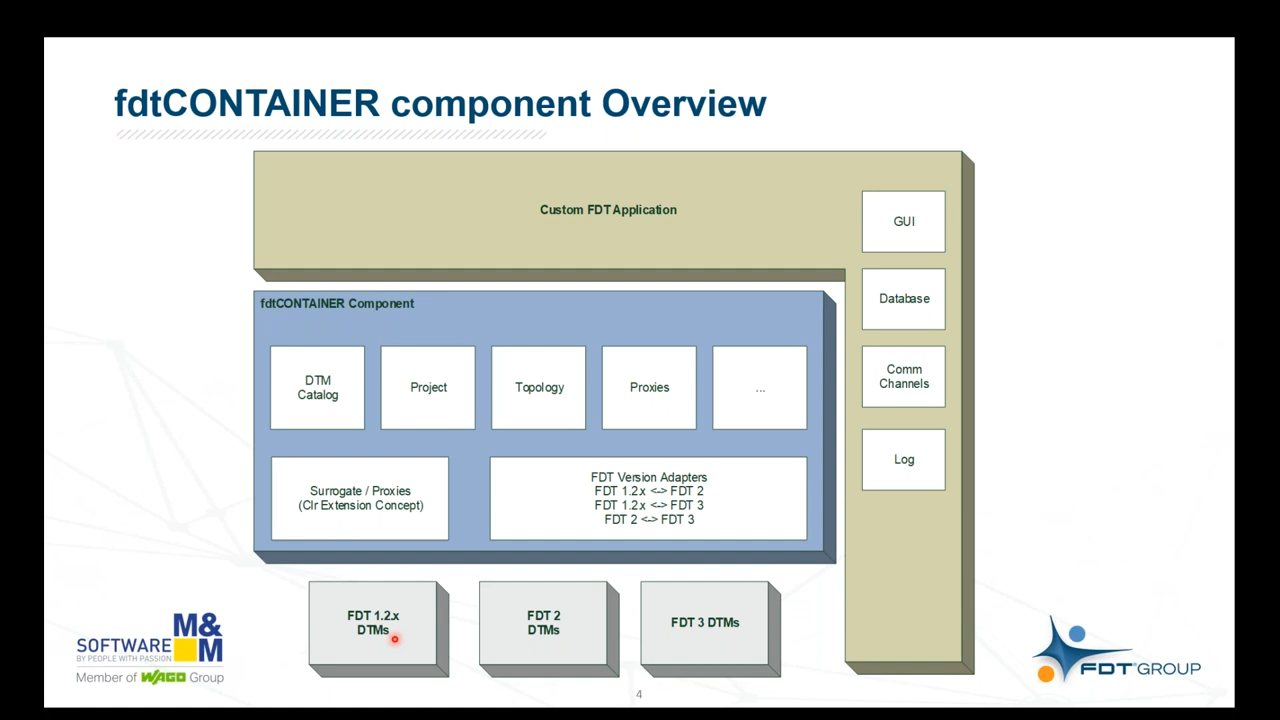 fdtCONTAINER component Overview
Custom FDT Application
GUI
Database
Comm
Channels
Log
fdtCONTAINER Component
DTM
Catalog
Project
Topology
Proxies
...
Surrogate / Proxies
(Clr Extension Concept)
FDT Version Adapters
FDT 1.2x <-> FDT 2
FDT 1.2x <-> FDT 3
FDT 2 <-> FDT 3
FDT 1.2.x
DTMs
FDT 2
DTMs
FDT 3 DTMs
M&M
SOFTWARE
BY PEOPLE WITH PASSION
Member of WAGO Group
4
FDT® GROUP